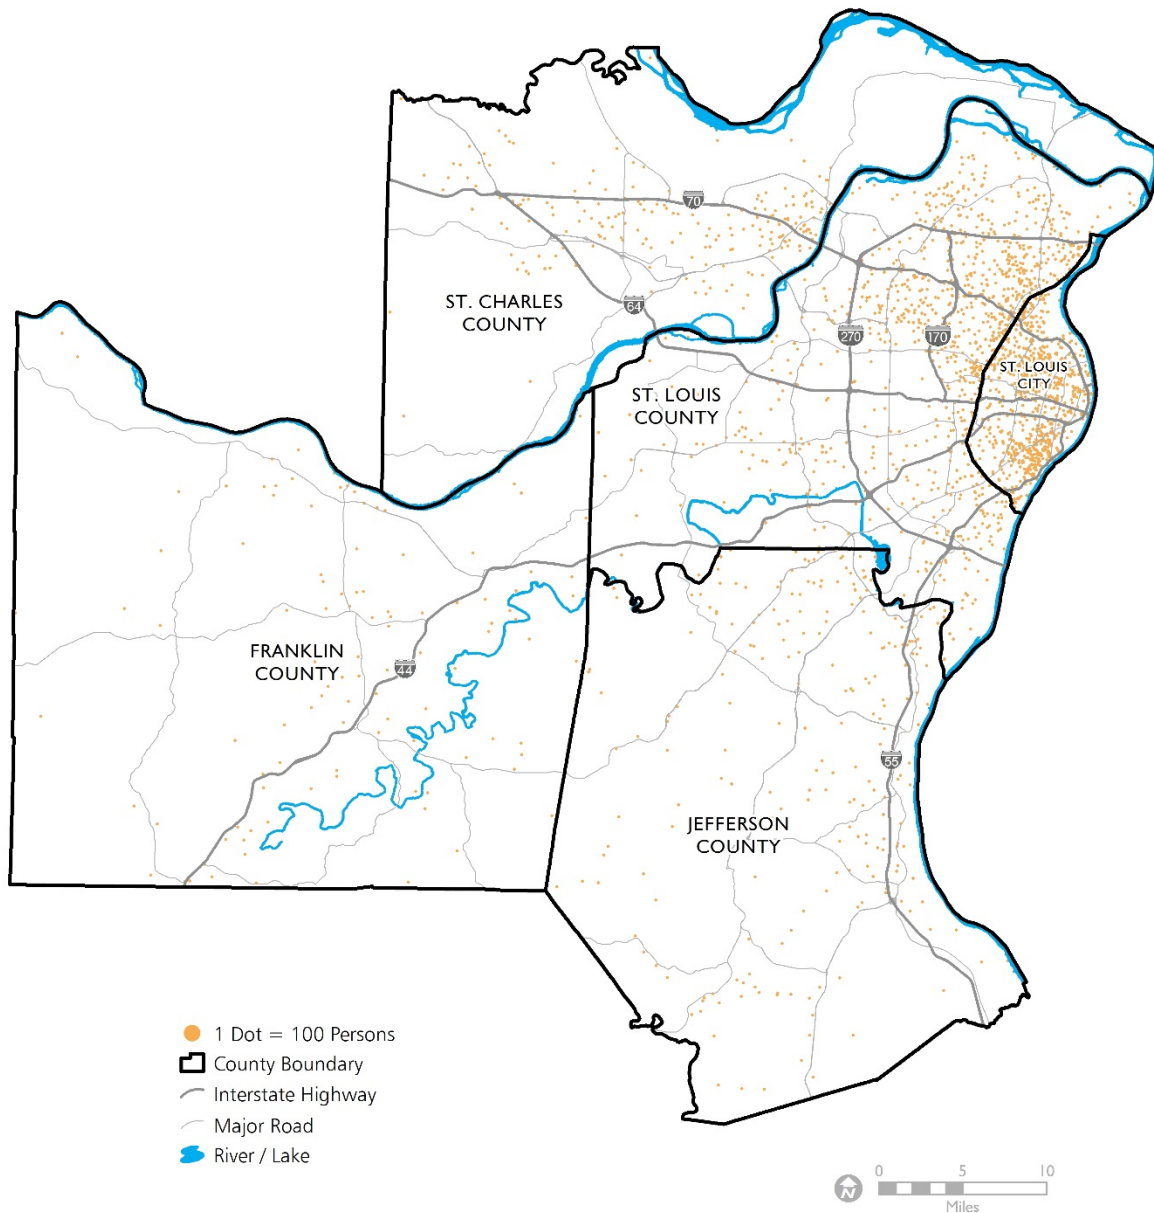 70
ST. CHARLES
COUNTY
64
270
170
ST. LOUIS
CITY
ST. LOUIS
COUNTY
FRANKLIN
COUNTY
44
55
JEFFERSON
COUNTY
1 Dot = 100 Persons
County Boundary
Interstate Highway
Major Road
River / Lake
N
0 5 10
Miles